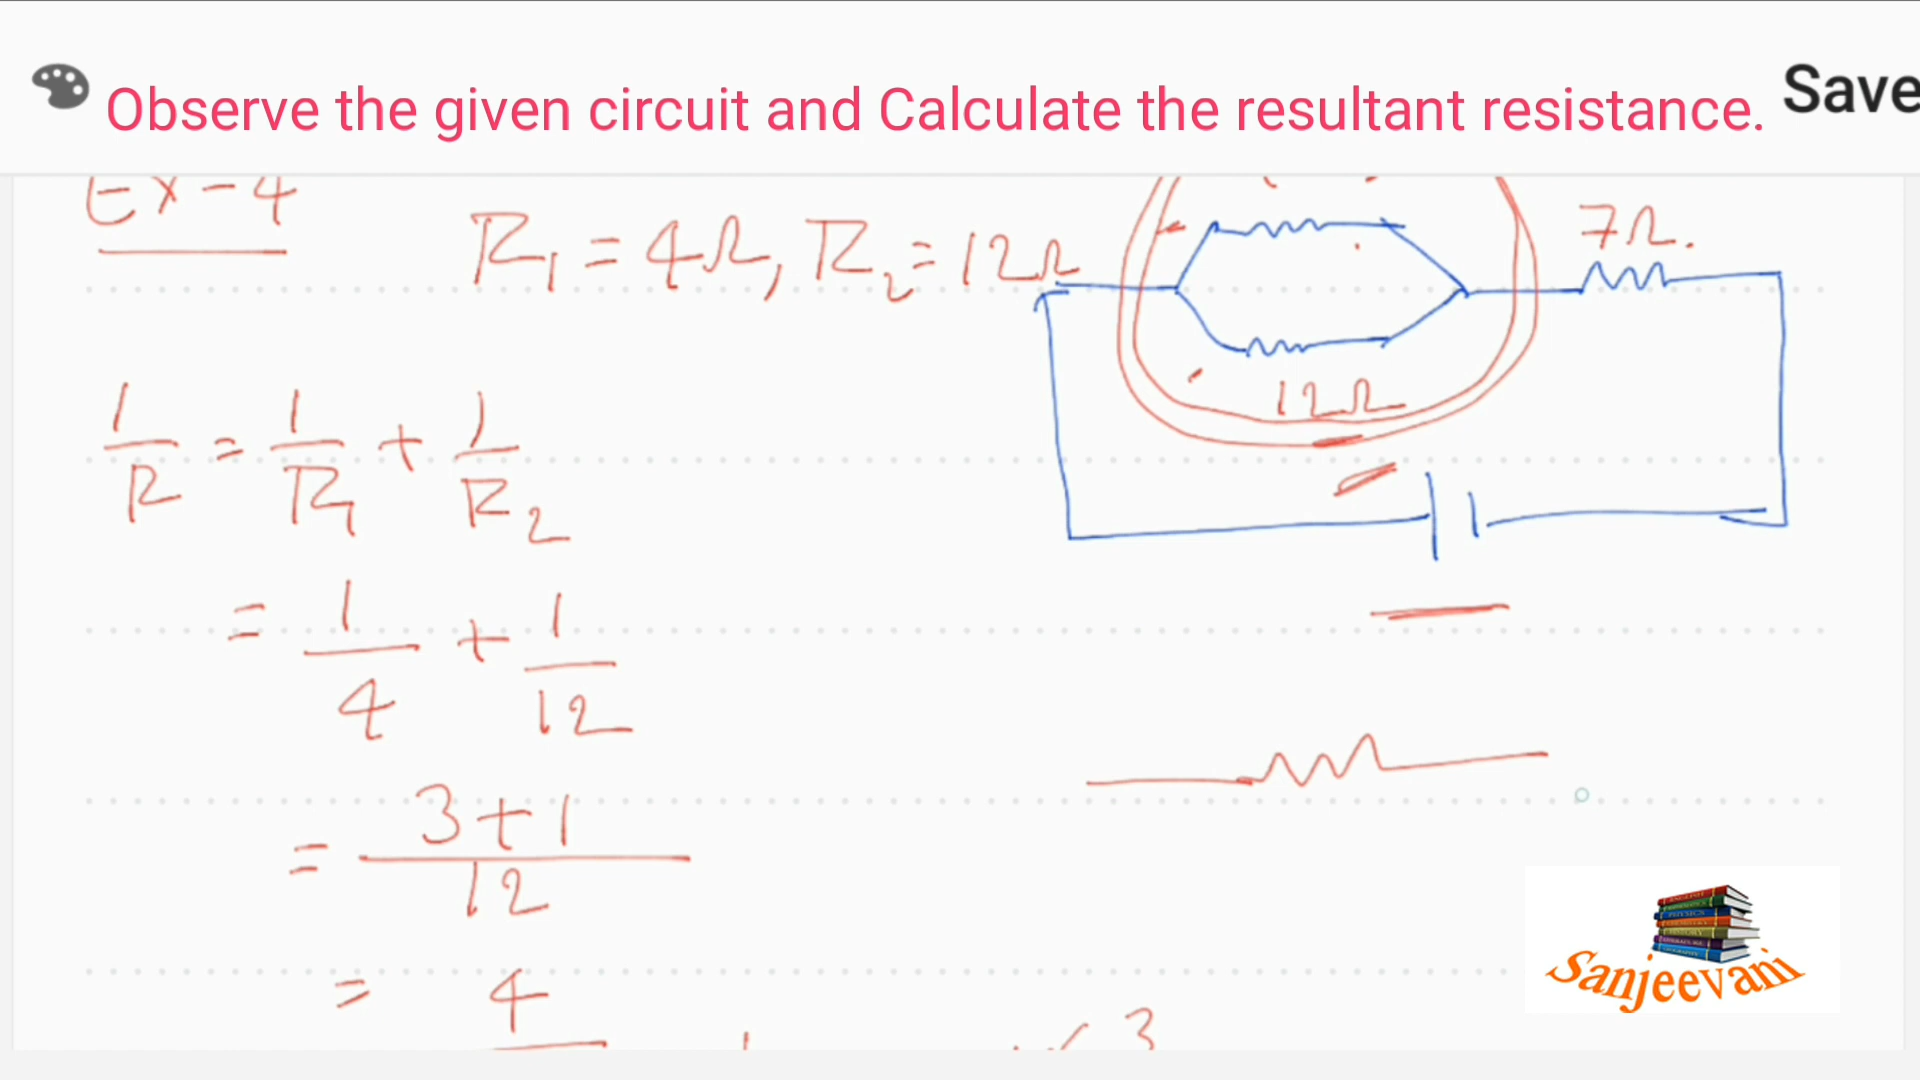 Observe the given circuit and Calculate the resultant resistance.
Save
Ex-4
R₁ = 4Ω, R₂ = 12Ω
7Ω.
12Ω
1/R = 1/R₁ + 1/R₂
= 1/4 + 1/12
= 3+1/12
= 4
3
Sanjeevani